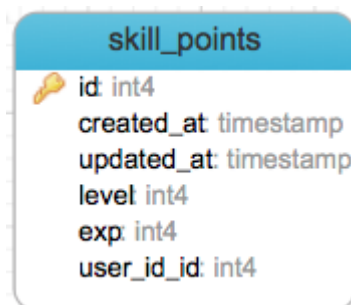 skill_points
id: int4
created_at: timestamp
updated_at: timestamp
level: int4
exp: int4
user_id_id: int4